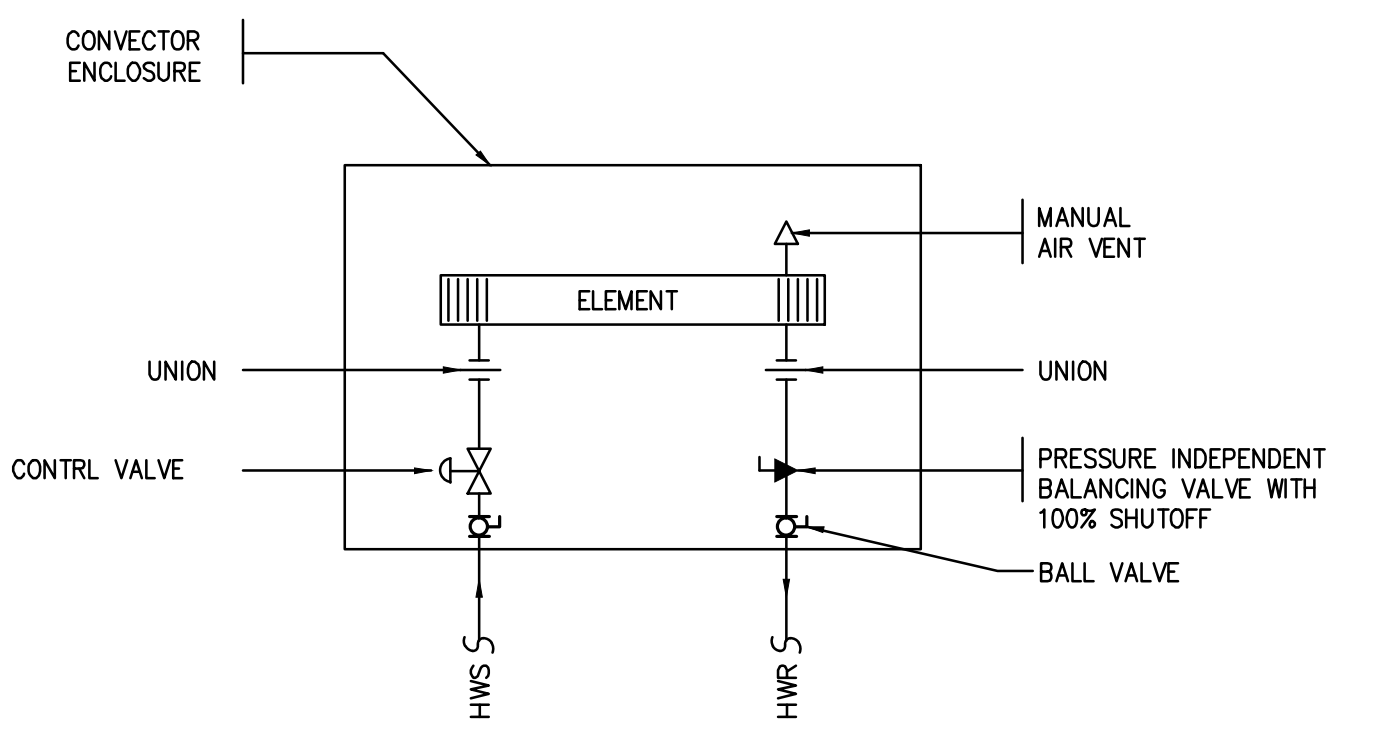 CONVECTOR
ENCLOSURE
MANUAL
AIR VENT
ELEMENT
UNION
UNION
CONTRL VALVE
PRESSURE INDEPENDENT
BALANCING VALVE WITH
100% SHUTOFF
BALL VALVE
HWS
HWR